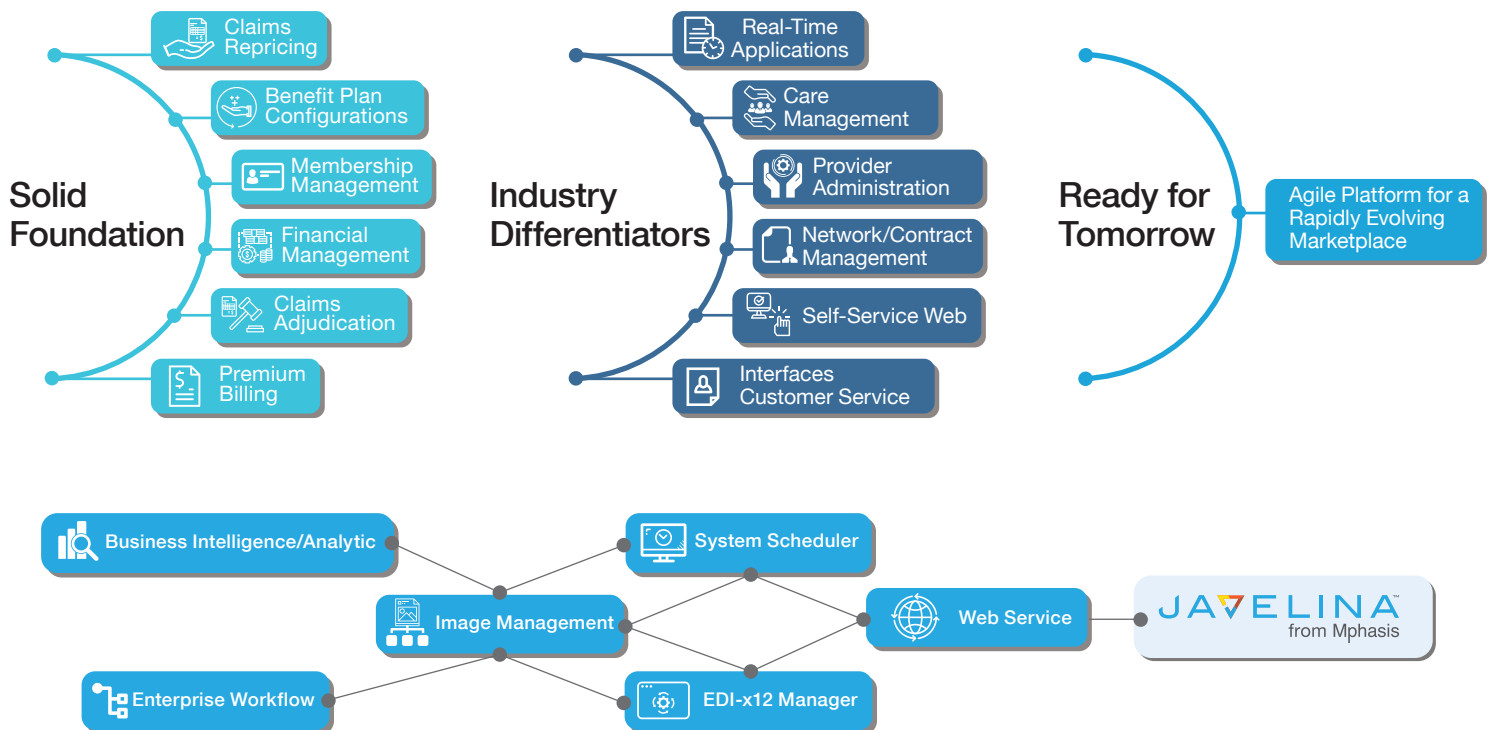 Solid
Foundation
Claims
Repricing
Benefit Plan
Configurations
Membership
Management
Financial
Management
Claims
Adjudication
Premium
Billing
Industry
Differentiators
Real-Time
Applications
Care
Management
Provider
Administration
Network/Contract
Management
Self-Service Web
Interfaces
Customer Service
Ready for
Tomorrow
Agile Platform for a
Rapidly Evolving
Marketplace
Business Intelligence/Analytic
System Scheduler
Image Management
Web Service
JAVELINA™
from Mphasis
Enterprise Workflow
EDI-x12 Manager